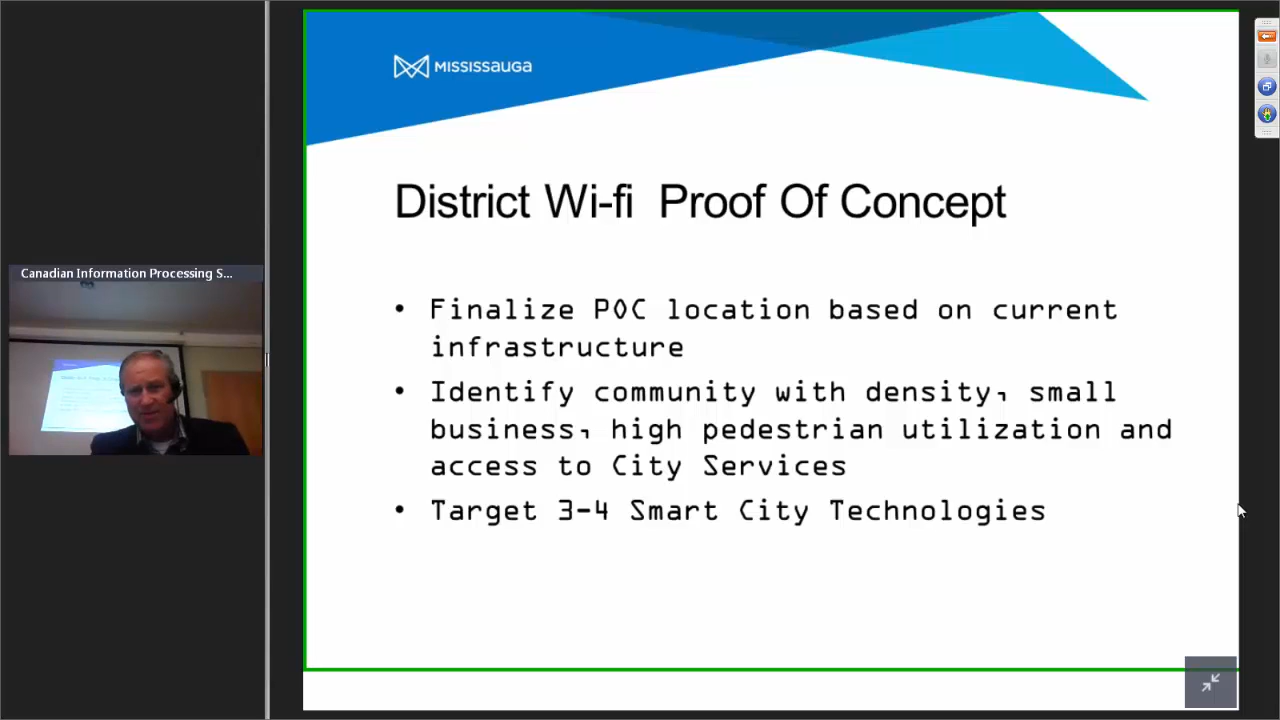 MISSISSAUGA
District Wi-fi Proof Of Concept
Canadian Information Processing S...
• Finalize POC location based on current
infrastructure
• Identify community with density, small
business, high pedestrian utilization and
access to City Services
• Target 3-4 Smart City Technologies